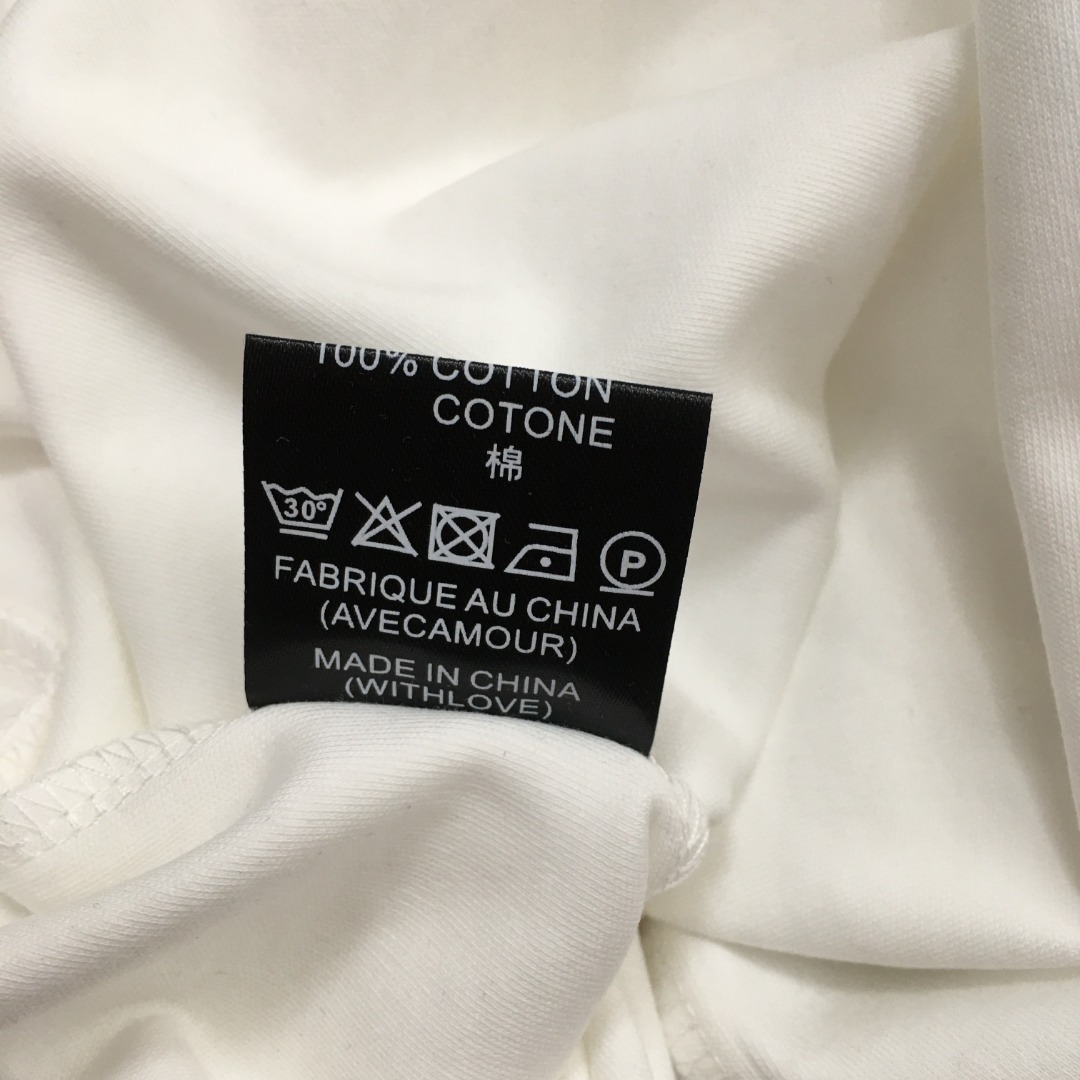 100% COTTON
COTONE
棉
30°
P
FABRIQUE AU CHINA
(AVECAMOUR)
MADE IN CHINA
(WITHLOVE)